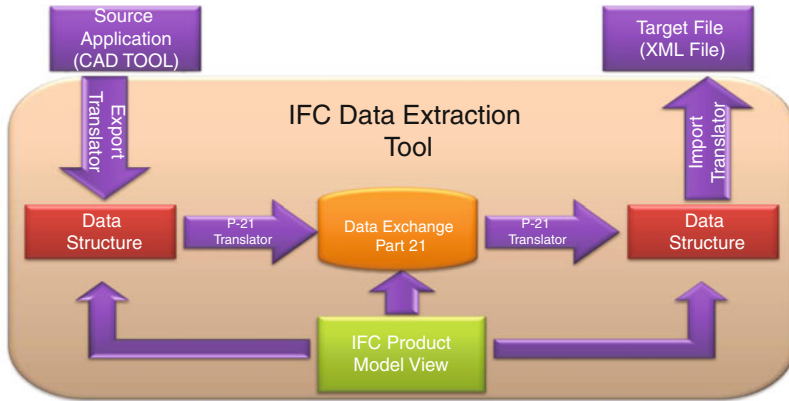 Source
Application
(CAD TOOL)
Target File
(XML File)
Export
Translator
IFC Data Extraction
Tool
Import
Translator
Data
Structure
P-21
Translator
Data Exchange
Part 21
P-21
Translator
Data
Structure
IFC Product
Model View